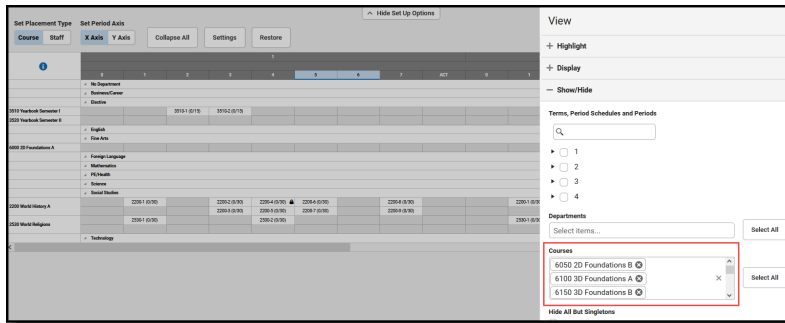 Hide Set Up Options
Set Placement Type Set Period Axis
Course Staff X Axis Y Axis Collapse All Settings Restore
1
0 1 2 3 4 5 6 7 ACT 0 1
No Department
Business/Career
Elective
3510 Yearbook Semester I 3510-1 (0/15) 3510-2 (0/15)
3520 Yearbook Semester II
English
Fine Arts
6000 2D Foundations A
Foreign Language
Mathematics
PE/Health
Science
Social Studies
2200 World History A 2200-1 (0/30) 2200-2 (0/30) 2200-4 (0/30) 2200-6 (0/30) 2200-8 (0/30) 2200-1 (0/30
2200-3 (0/30) 2200-5 (0/30) 2200-7 (0/30) 2200-9 (0/30)
2530 World Religions 2530-1 (0/30) 2530-2 (0/30) 2530-1 (0/30
Technology
View
Highlight
Display
Show/Hide
Terms, Period Schedules and Periods
1
2
3
4
Departments
Select items... Select All
Courses
6050 2D Foundations B
6100 3D Foundations A Select All
6150 3D Foundations B
Hide All But Singletons